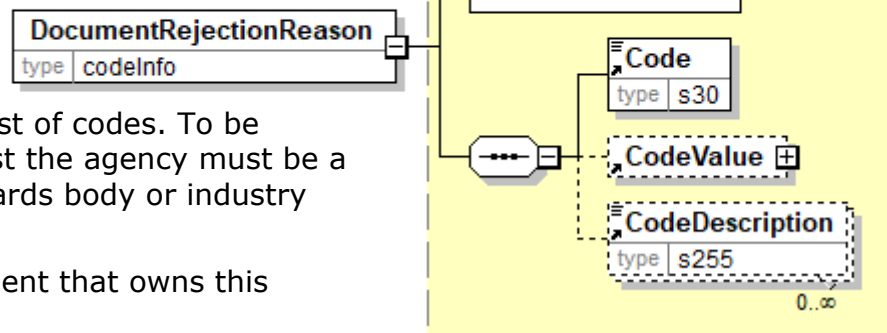 DocumentRejectionReason
type codeInfo
st of codes. To be
st the agency must be a
ards body or industry
ent that owns this
Code
type s30
CodeValue
CodeDescription
type s255
0..∞